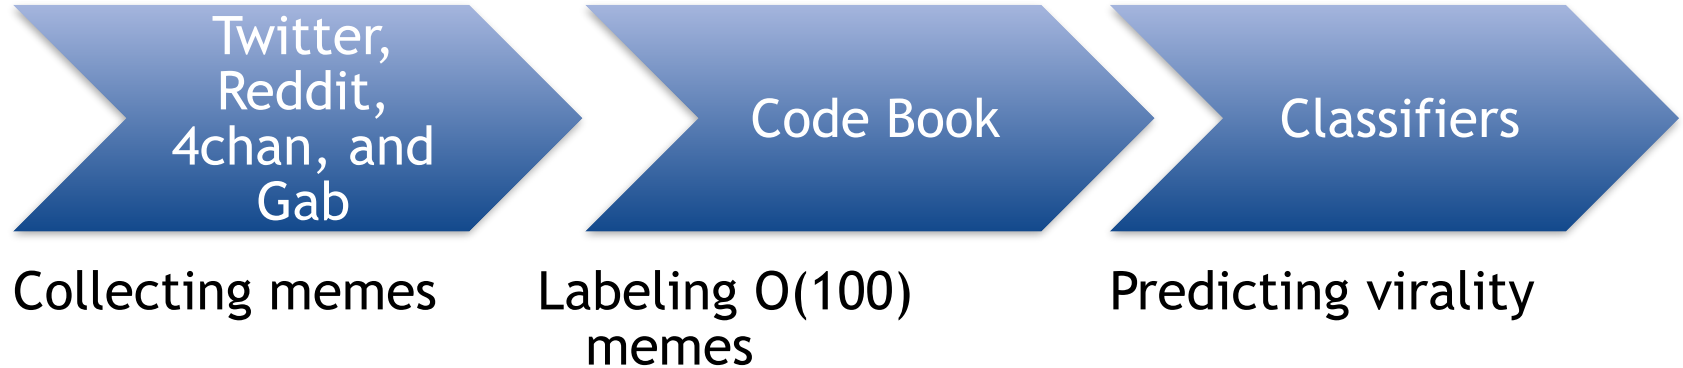 Twitter,
Reddit,
4chan, and
Gab
Code Book
Classifiers
Collecting memes
Labeling O(100)
memes
Predicting virality